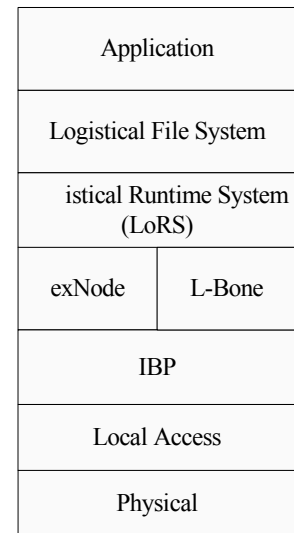 Application
Logistical File System
istical Runtime System
(LoRS)
exNode L-Bone
IBP
Local Access
Physical